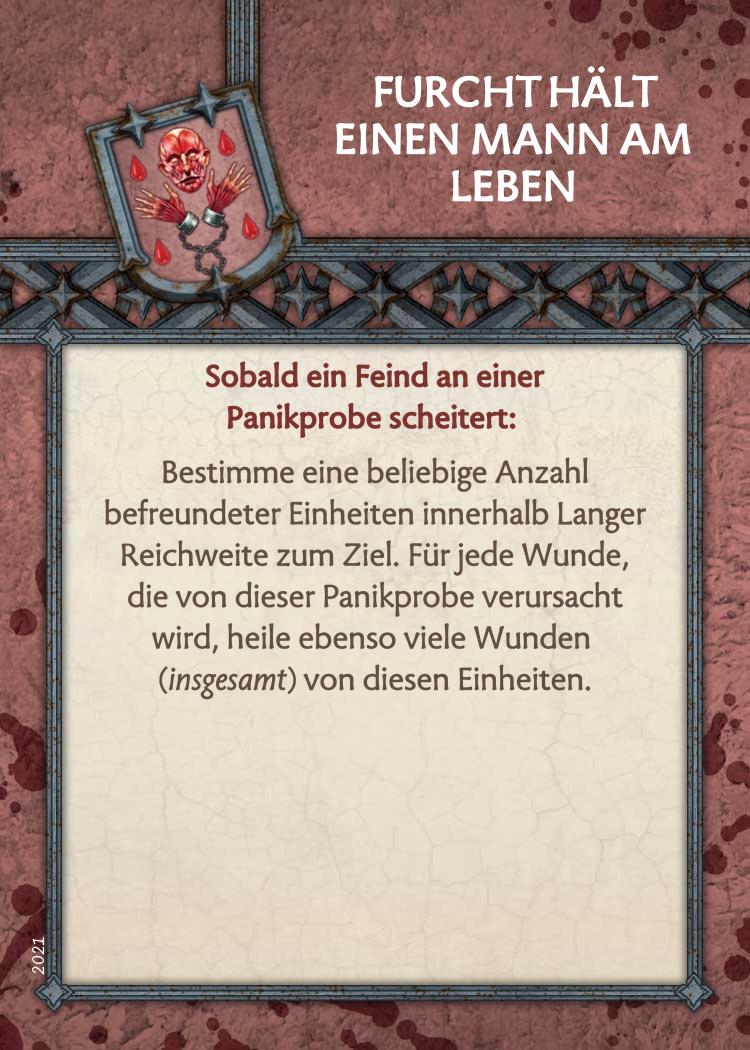 FURCHT HÄLT
EINEN MANN AM
LEBEN
Sobald ein Feind an einer
Panikprobe scheitert:
Bestimme eine beliebige Anzahl
befreundeter Einheiten innerhalb Langer
Reichweite zum Ziel. Für jede Wunde,
die von dieser Panikprobe verursacht
wird, heile ebenso viele Wunden
(insgesamt) von diesen Einheiten.
2021